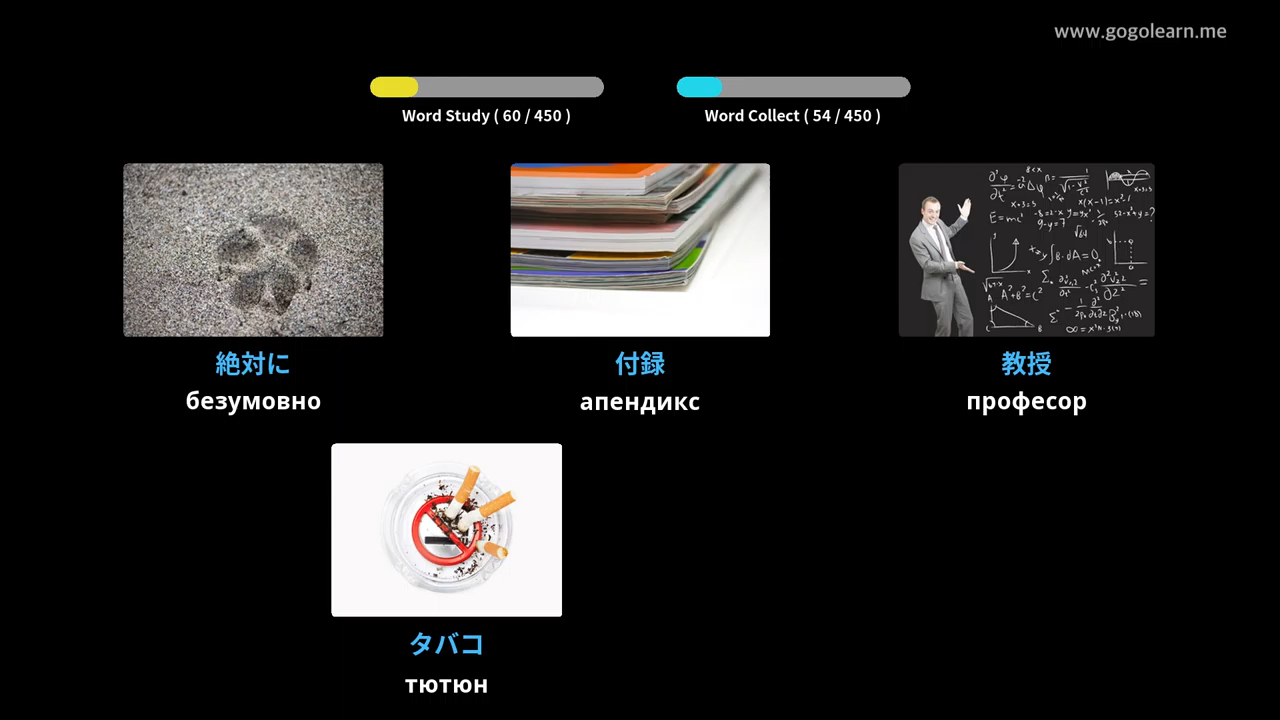 www.gogolearn.me
Word Study ( 60 / 450 )
Word Collect ( 54 / 450 )
絶対に
безумовно
付録
апендикс
教授
професор
タバコ
тютюн